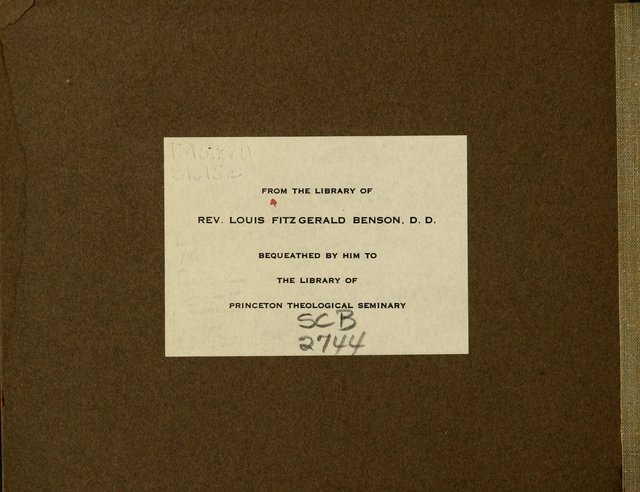 FROM THE LIBRARY OF
REV. LOUIS FITZGERALD BENSON, D. D.
BEQUEATHED BY HIM TO
THE LIBRARY OF
PRINCETON THEOLOGICAL SEMINARY
SCB
2744